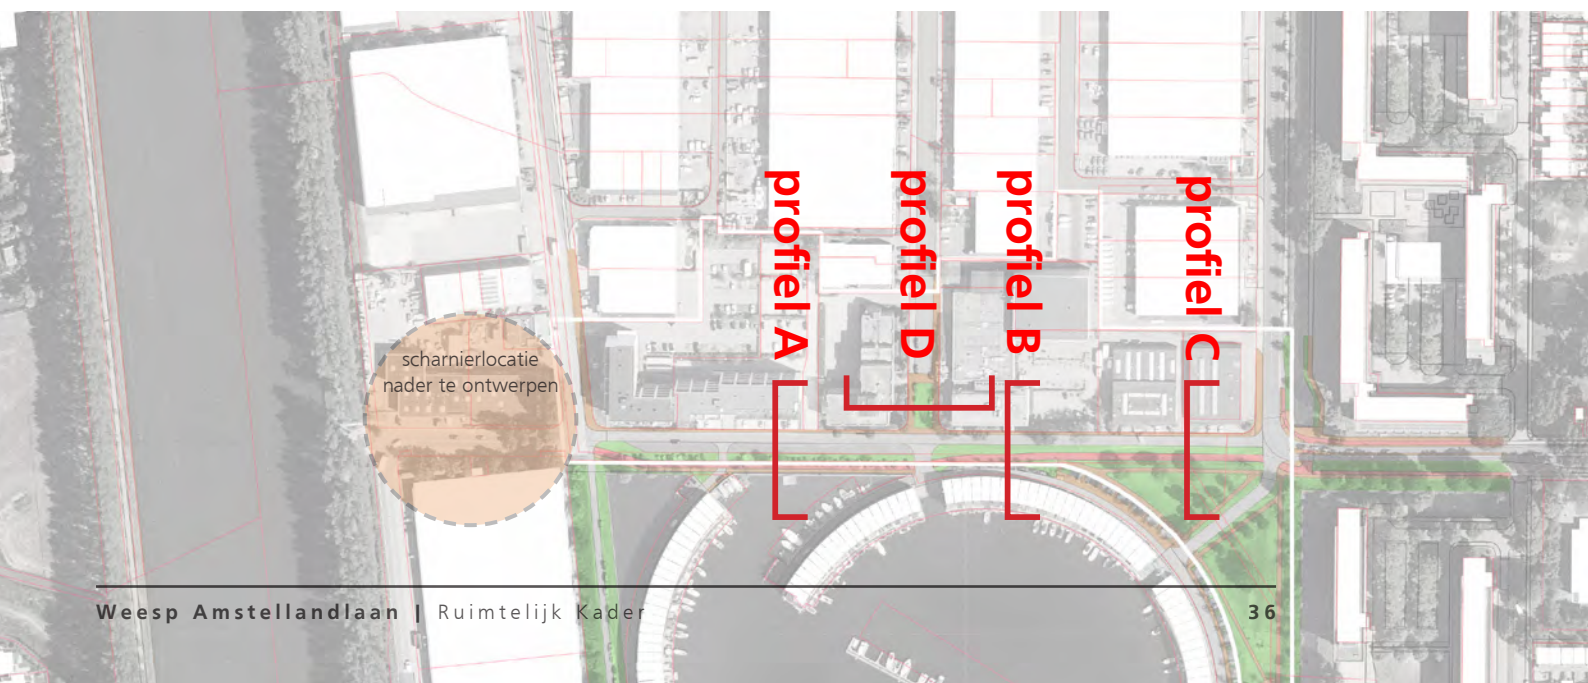 profiel A
profiel D
profiel B
profiel C
scharnierlocatie
nader te ontwerpen
Weesp Amstellandlaan | Ruimtelijk Kader
36